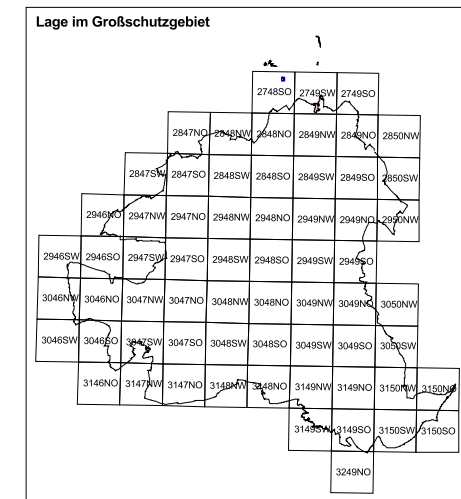 Lage im Großschutzgebiet
2748SO 2749SW 2749SO
2847NO 2848NW 2848NO 2849NW 2849NO 2850NW
2847SW 2847SO 2848SW 2848SO 2849SW 2849SO 2850SW
2946NO 2947NW 2947NO 2948NW 2948NO 2949NW 2949NO 2950NW
2946SW 2946SO 2947SW 2947SO 2948SW 2948SO 2949SW 2949SO
3046NW 3046NO 3047NW 3047NO 3048NW 3048NO 3049NW 3049NO 3050NW
3046SW 3046SO 3047SW 3047SO 3048SW 3048SO 3049SW 3049SO 3050SW
3146NO 3147NW 3147NO 3148NW 3148NO 3149NW 3149NO 3150NW 3150NO
3149SW 3149SO 3150SW 3150SO
3249NO